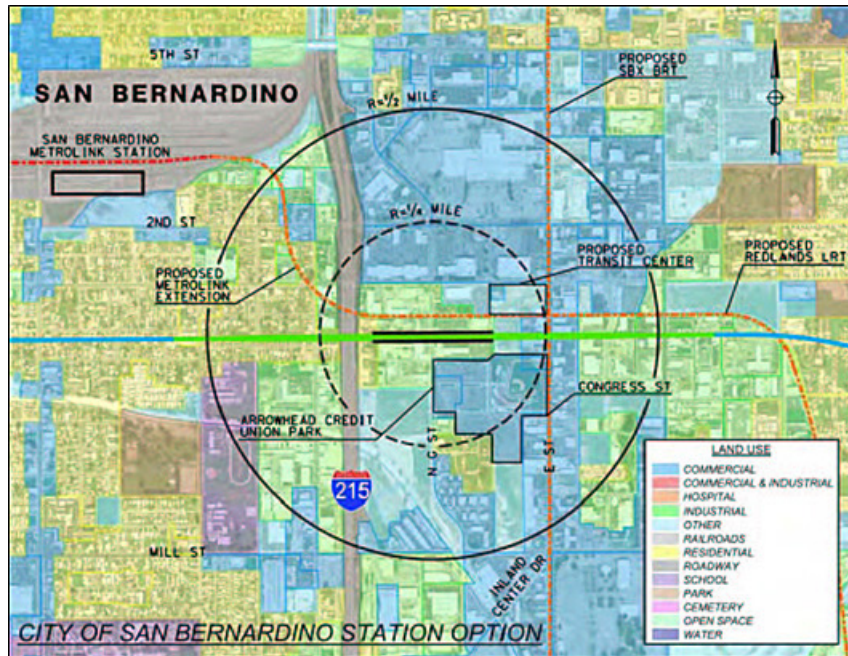 5TH ST
PROPOSED
SBX BRT
SAN BERNARDINO
R=1/2 MILE
SAN BERNARDINO
METROLINK STATION
2ND ST
R=1/4 MILE
PROPOSED
TRANSIT CENTER
PROPOSED
REDLANDS LRT
PROPOSED
METROLINK
EXTENSION
CONGRESS ST
ARROWHEAD CREDIT
UNION PARK
N G ST
E ST
215
MILL ST
INLAND
CENTER DR
LAND USE
COMMERCIAL
COMMERCIAL & INDUSTRIAL
HOSPITAL
INDUSTRIAL
OTHER
RAILROADS
RESIDENTIAL
ROADWAY
SCHOOL
PARK
CEMETERY
OPEN SPACE
WATER
CITY OF SAN BERNARDINO STATION OPTION